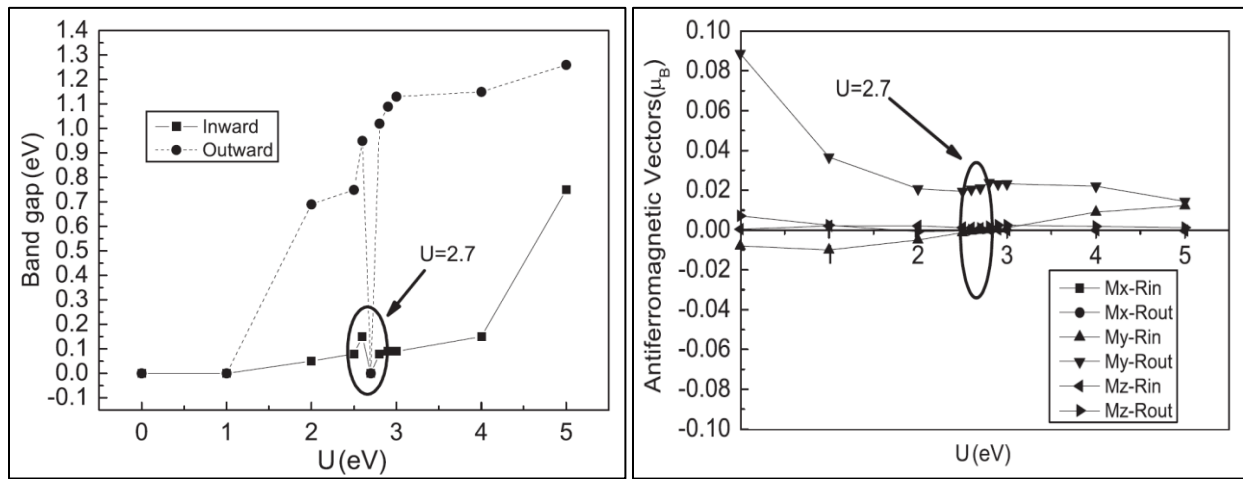 1.4
1.3
1.2
1.1
1.0
0.9
0.8
0.7
0.6
0.5
0.4
0.3
0.2
0.1
0.0
-0.1
Band gap (eV)
Inward
Outward
U=2.7
0 1 2 3 4 5
U(eV)
0.10
0.08
0.06
0.04
0.02
0.00
-0.02
-0.04
-0.06
-0.08
-0.10
Antiferromagnetic Vectors(μB)
U=2.7
1 2 3 4 5
Mx-Rin
Mx-Rout
My-Rin
My-Rout
Mz-Rin
Mz-Rout
U(eV)